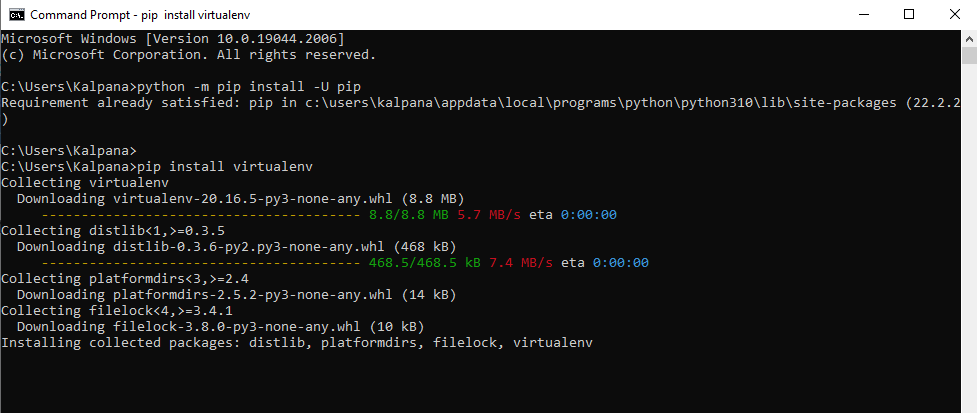 Command Prompt - pip  install virtualenv
Microsoft Windows [Version 10.0.19044.2006]
(c) Microsoft Corporation. All rights reserved.
C:\Users\Kalpana>python -m pip install -U pip
Requirement already satisfied: pip in c:\users\kalpana\appdata\local\programs\python\python310\lib\site-packages (22.2.2
)
C:\Users\Kalpana>
C:\Users\Kalpana>pip install virtualenv
Collecting virtualenv
  Downloading virtualenv-20.16.5-py3-none-any.whl (8.8 MB)
     ---------------------------------------- 8.8/8.8 MB 5.7 MB/s eta 0:00:00
Collecting distlib<1,>=0.3.5
  Downloading distlib-0.3.6-py2.py3-none-any.whl (468 kB)
     ---------------------------------------- 468.5/468.5 kB 7.4 MB/s eta 0:00:00
Collecting platformdirs<3,>=2.4
  Downloading platformdirs-2.5.2-py3-none-any.whl (14 kB)
Collecting filelock<4,>=3.4.1
  Downloading filelock-3.8.0-py3-none-any.whl (10 kB)
Installing collected packages: distlib, platformdirs, filelock, virtualenv